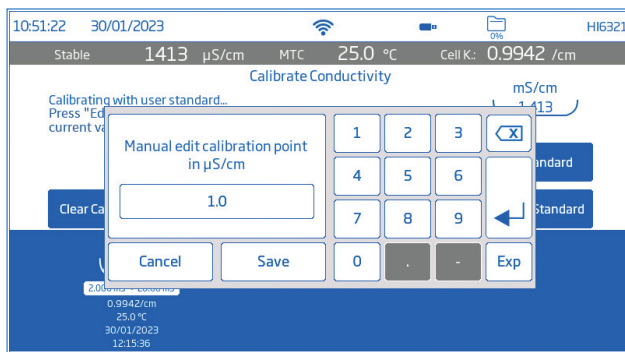 10:51:22 30/01/2023 0% HI6321
Stable 1413 µS/cm MTC 25.0 °C Cell K.: 0.9942 /cm
Calibrate Conductivity
mS/cm
Calibrating with user standard...
Press "Ed
current va
Manual edit calibration point
in µS/cm
1.0
Cancel Save
1 2 3 X
4 5 6
7 8 9
0 . - Exp
andard
Clear Ca
Standard
0.9942/cm
25.0 °C
30/01/2023
12:15:36